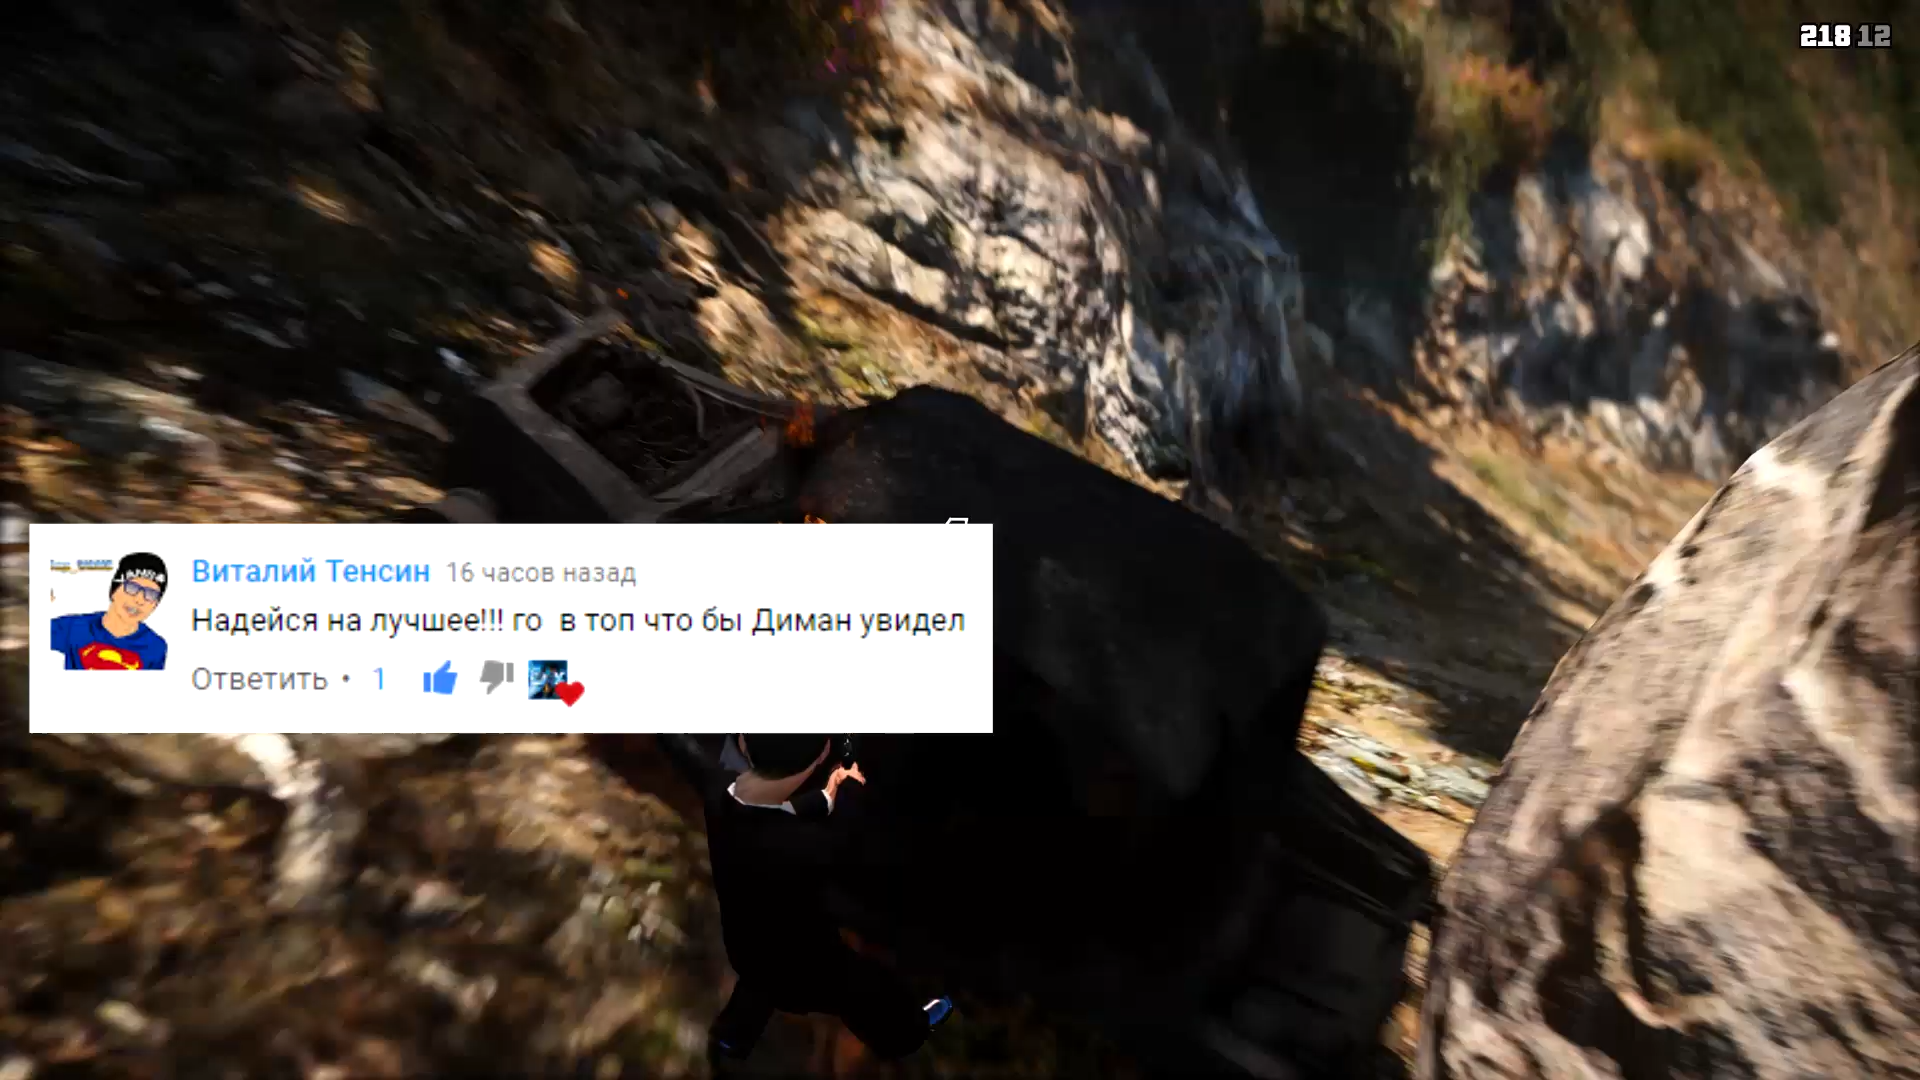 218 12
Виталий Тенсин 16 часов назад
Надейся на лучшее!!! го в топ что бы Диман увидел
Ответить • 1